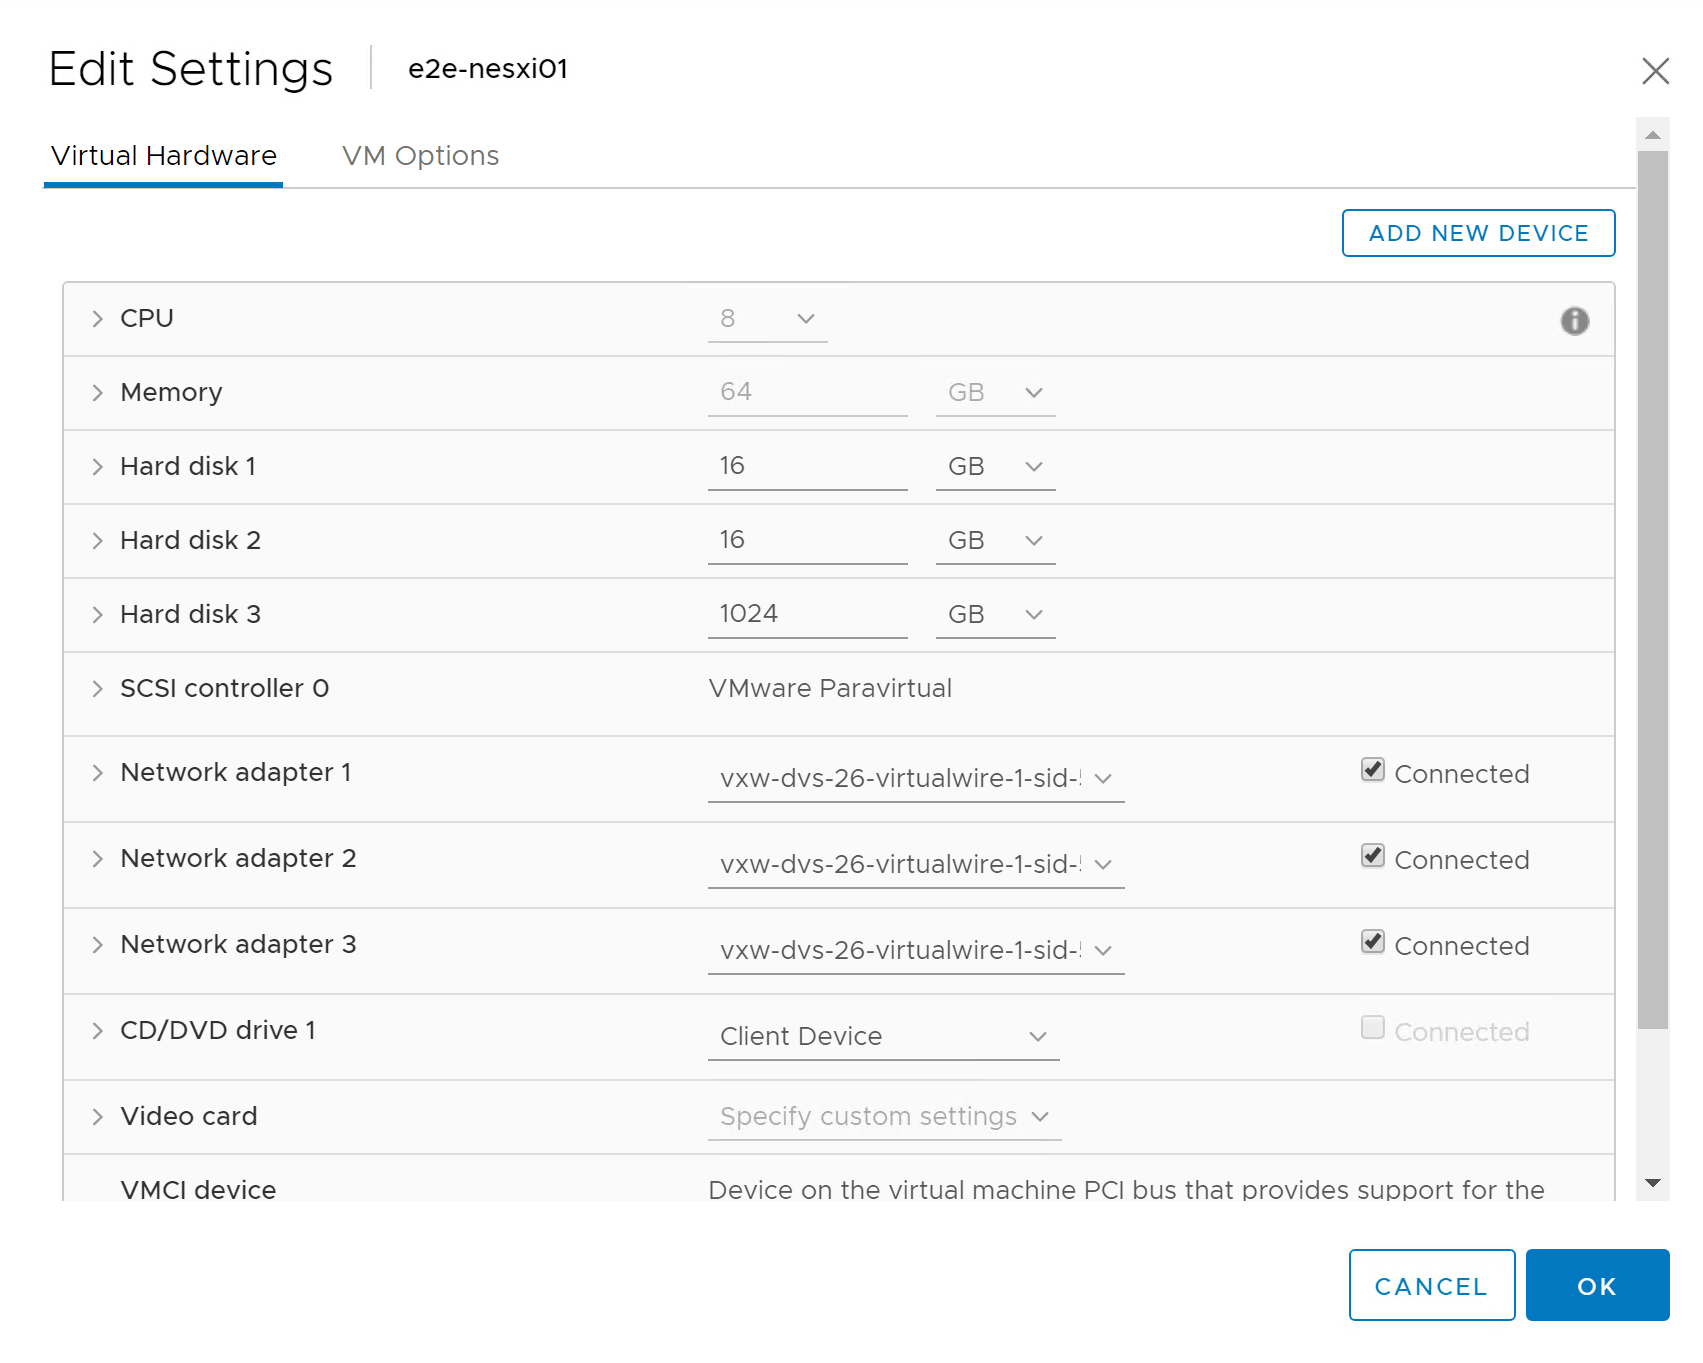 Edit Settings e2e-nesxi01
Virtual Hardware VM Options
ADD NEW DEVICE
CPU 8
Memory 64 GB
Hard disk 1 16 GB
Hard disk 2 16 GB
Hard disk 3 1024 GB
SCSI controller 0 VMware Paravirtual
Network adapter 1 vxw-dvs-26-virtualwire-1-sid- Connected
Network adapter 2 vxw-dvs-26-virtualwire-1-sid- Connected
Network adapter 3 vxw-dvs-26-virtualwire-1-sid- Connected
CD/DVD drive 1 Client Device Connected
Video card Specify custom settings
VMCI device Device on the virtual machine PCI bus that provides support for the
CANCEL OK